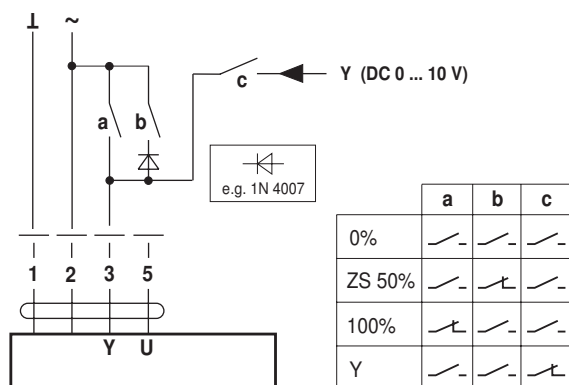 ⊥ ~
Y (DC 0 ... 10 V)
c
a b
e.g. 1N 4007
a b c
0%
ZS 50%
100%
Y
1 2 3 5
Y U